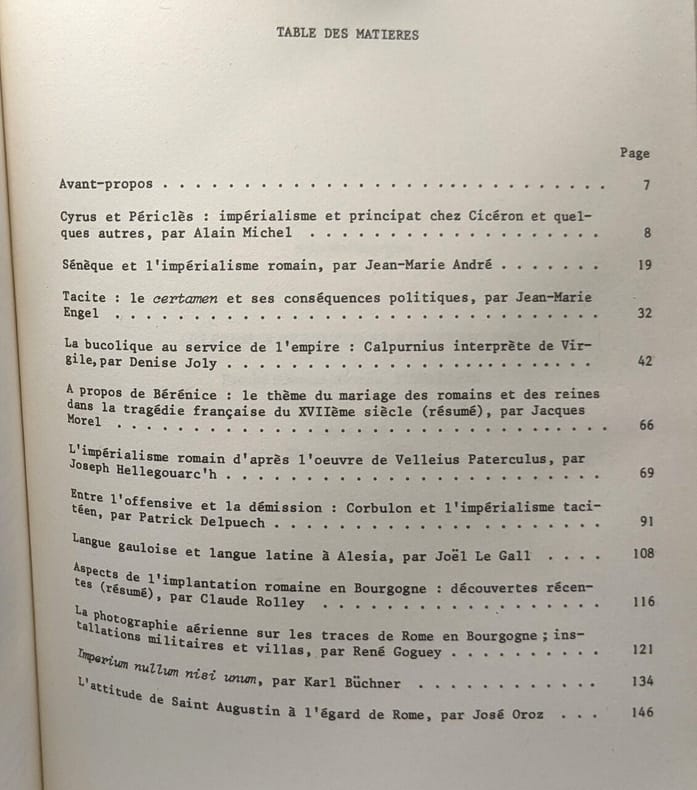 TABLE DES MATIERES
Page
Avant-propos . . . . . . . . . . . . . . . . . . . . . . . . . . . . 7
Cyrus et Périclès : impérialisme et principat chez Cicéron et quel-
ques autres, par Alain Michel . . . . . . . . . . . . . . . . . . . 8
Sénèque et l'impérialisme romain, par Jean-Marie André . . . . . . . 19
Tacite : le certamen et ses conséquences politiques, par Jean-Marie
Engel . . . . . . . . . . . . . . . . . . . . . . . . . . . . . . . 32
La bucolique au service de l'empire : Calpurnius interprète de Vir-
gile, par Denise Joly . . . . . . . . . . . . . . . . . . . . . . . 42
A propos de Bérénice : le thème du mariage des romains et des reines
dans la tragédie française du XVIIème siècle (résumé), par Jacques
Morel . . . . . . . . . . . . . . . . . . . . . . . . . . . . . . . 66
L'impérialisme romain d'après l'oeuvre de Velleius Paterculus, par
Joseph Hellegouarc'h . . . . . . . . . . . . . . . . . . . . . . . . 69
Entre l'offensive et la démission : Corbulon et l'impérialisme taci-
téen, par Patrick Delpuech . . . . . . . . . . . . . . . . . . . . . 91
Langue gauloise et langue latine à Alesia, par Joël Le Gall . . . . 108
Aspects de l'implantation romaine en Bourgogne : découvertes récen-
tes (résumé), par Claude Rolley . . . . . . . . . . . . . . . . . . 116
La photographie aérienne sur les traces de Rome en Bourgogne ; ins-
tallations militaires et villas, par René Goguey . . . . . . . . . . 121
Imperium nullum nisi unum, par Karl Büchner . . . . . . . . . . . . 134
L'attitude de Saint Augustin à l'égard de Rome, par José Oroz . . . 146